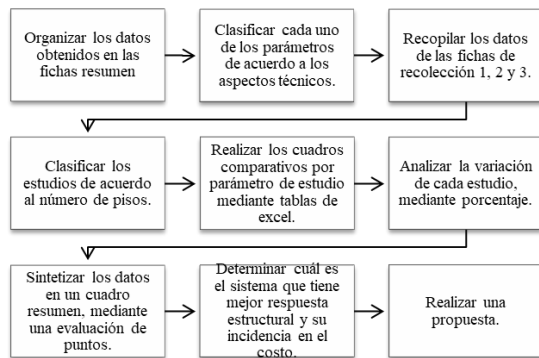 Organizar los datos
obtenidos en las
fichas resumen
Clasificar cada uno
de los parámetros
de acuerdo a los
aspectos técnicos.
Recopilar los datos
de las fichas de
recolección 1, 2 y 3.
Clasificar los
estudios de acuerdo
al número de pisos.
Realizar los cuadros
comparativos por
parámetro de estudio
mediante tablas de
excel.
Analizar la variación
de cada estudio,
mediante porcentaje.
Sintetizar los datos
en un cuadro
resumen, mediante
una evaluación de
puntos.
Determinar cuál es
el sistema que tiene
mejor respuesta
estructural y su
incidencia en el
costo.
Realizar una
propuesta.